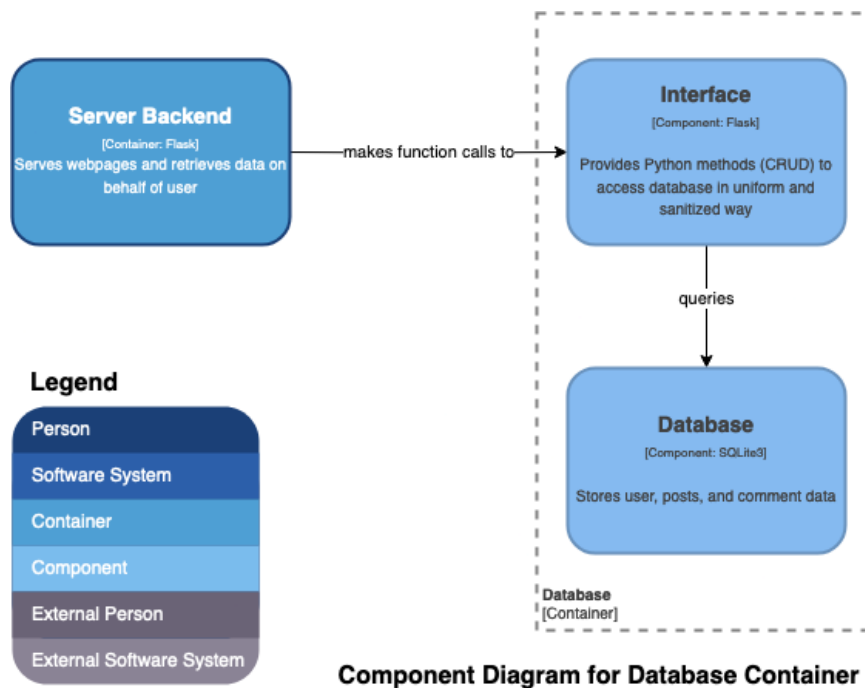 Server Backend
[Container: Flask]
Serves webpages and retrieves data on
behalf of user
makes function calls to
Interface
[Component: Flask]
Provides Python methods (CRUD) to
access database in uniform and
sanitized way
queries
Database
[Component: SQLite3]
Stores user, posts, and comment data
Database
[Container]
Legend
Person
Software System
Container
Component
External Person
External Software System
Component Diagram for Database Container